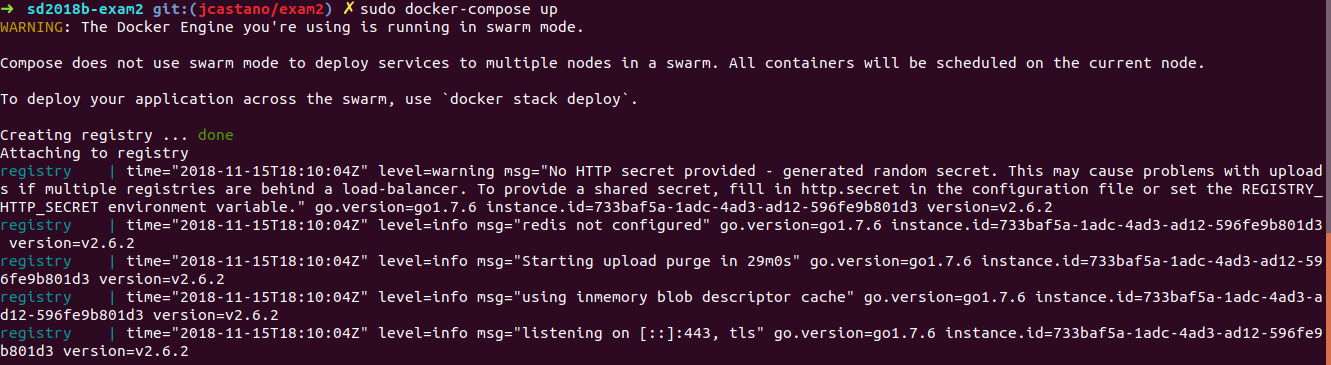 ➜ sd2018b-exam2 git:(jcastano/exam2) ✗ sudo docker-compose up
WARNING: The Docker Engine you're using is running in swarm mode.
Compose does not use swarm mode to deploy services to multiple nodes in a swarm. All containers will be scheduled on the current node.
To deploy your application across the swarm, use `docker stack deploy`.
Creating registry ... done
Attaching to registry
registry    | time="2018-11-15T18:10:04Z" level=warning msg="No HTTP secret provided - generated random secret. This may cause problems with upload
s if multiple registries are behind a load-balancer. To provide a shared secret, fill in http.secret in the configuration file or set the REGISTRY_
HTTP_SECRET environment variable." go.version=go1.7.6 instance.id=733baf5a-1adc-4ad3-ad12-596fe9b801d3 version=v2.6.2
registry    | time="2018-11-15T18:10:04Z" level=info msg="redis not configured" go.version=go1.7.6 instance.id=733baf5a-1adc-4ad3-ad12-596fe9b801d3
 version=v2.6.2
registry    | time="2018-11-15T18:10:04Z" level=info msg="Starting upload purge in 29m0s" go.version=go1.7.6 instance.id=733baf5a-1adc-4ad3-ad12-59
6fe9b801d3 version=v2.6.2
registry    | time="2018-11-15T18:10:04Z" level=info msg="using inmemory blob descriptor cache" go.version=go1.7.6 instance.id=733baf5a-1adc-4ad3-a
d12-596fe9b801d3 version=v2.6.2
registry    | time="2018-11-15T18:10:04Z" level=info msg="listening on [::]:443, tls" go.version=go1.7.6 instance.id=733baf5a-1adc-4ad3-ad12-596fe9
b801d3 version=v2.6.2